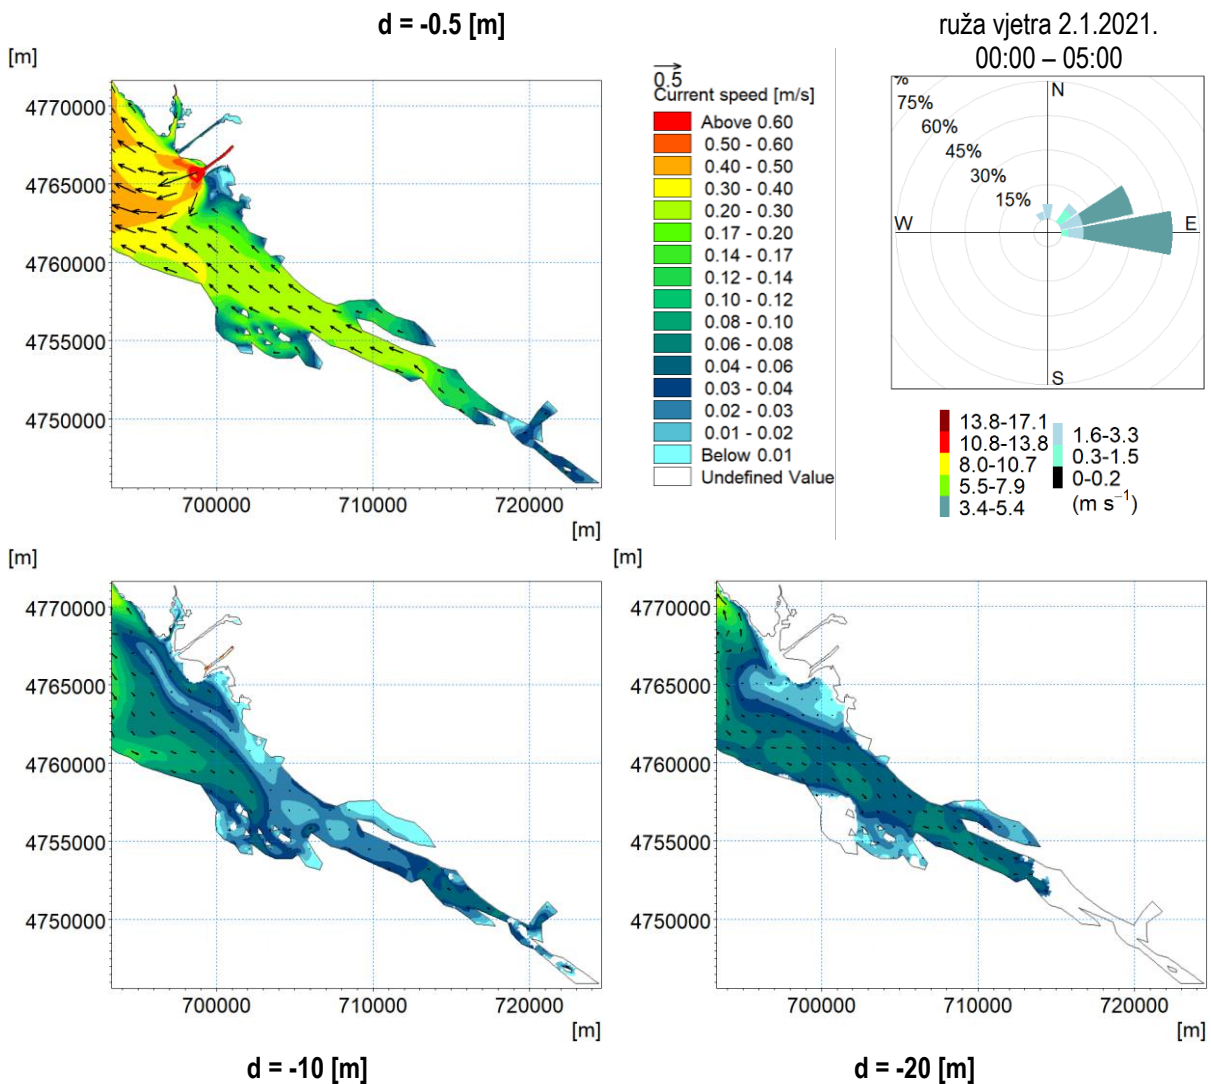 d = -0.5 [m]
[m]
4770000
4765000
4760000
4755000
4750000
700000
710000
720000
[m]
0.5
Current speed [m/s]
Above 0.60
0.50 - 0.60
0.40 - 0.50
0.30 - 0.40
0.20 - 0.30
0.17 - 0.20
0.14 - 0.17
0.12 - 0.14
0.10 - 0.12
0.08 - 0.10
0.06 - 0.08
0.04 - 0.06
0.03 - 0.04
0.02 - 0.03
0.01 - 0.02
Below 0.01
Undefined Value
ruža vjetra 2.1.2021.
00:00 – 05:00
%
75%
60%
45%
30%
15%
N
W
E
S
13.8-17.1
10.8-13.8
8.0-10.7
5.5-7.9
3.4-5.4
1.6-3.3
0.3-1.5
0-0.2
(m s⁻¹)
[m]
4770000
4765000
4760000
4755000
4750000
700000
710000
720000
[m]
d = -10 [m]
[m]
4770000
4765000
4760000
4755000
4750000
700000
710000
720000
[m]
d = -20 [m]